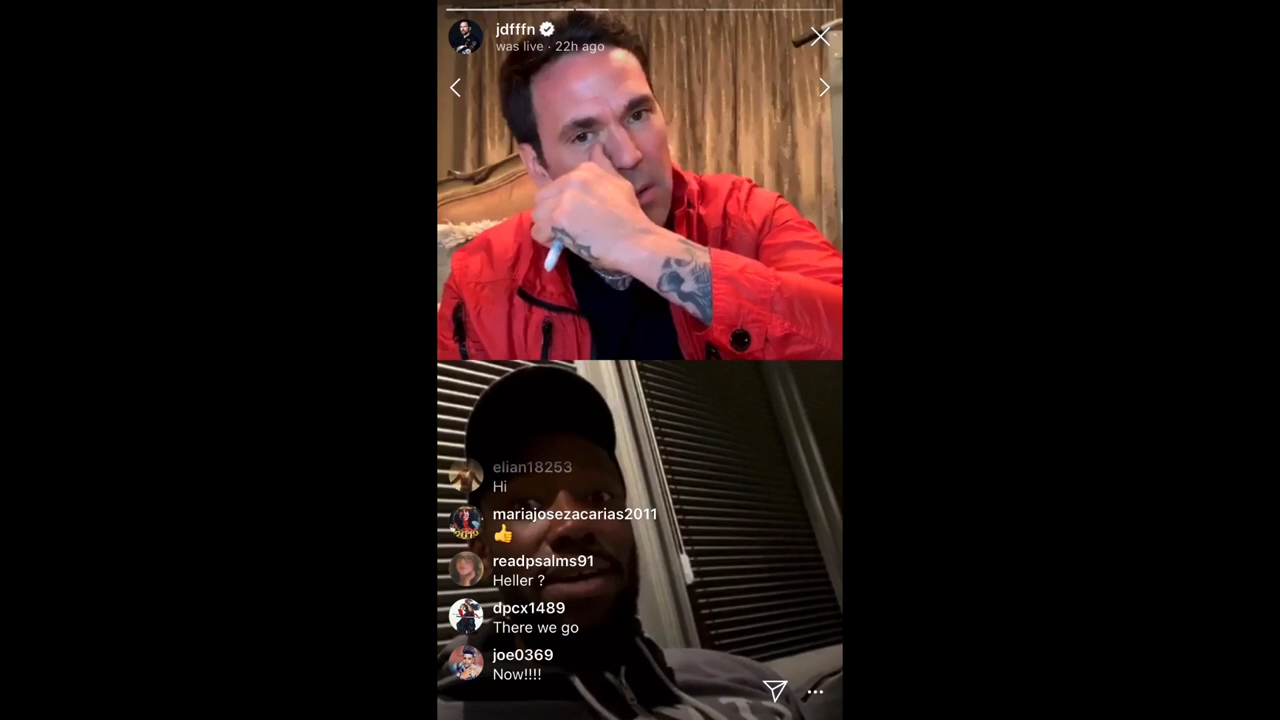 jdfffn
was live · 22h ago
elian18253
Hi
mariajosezacarias2011
👍
readpsalms91
Heller ?
dpcx1489
There we go
joe0369
Now!!!!